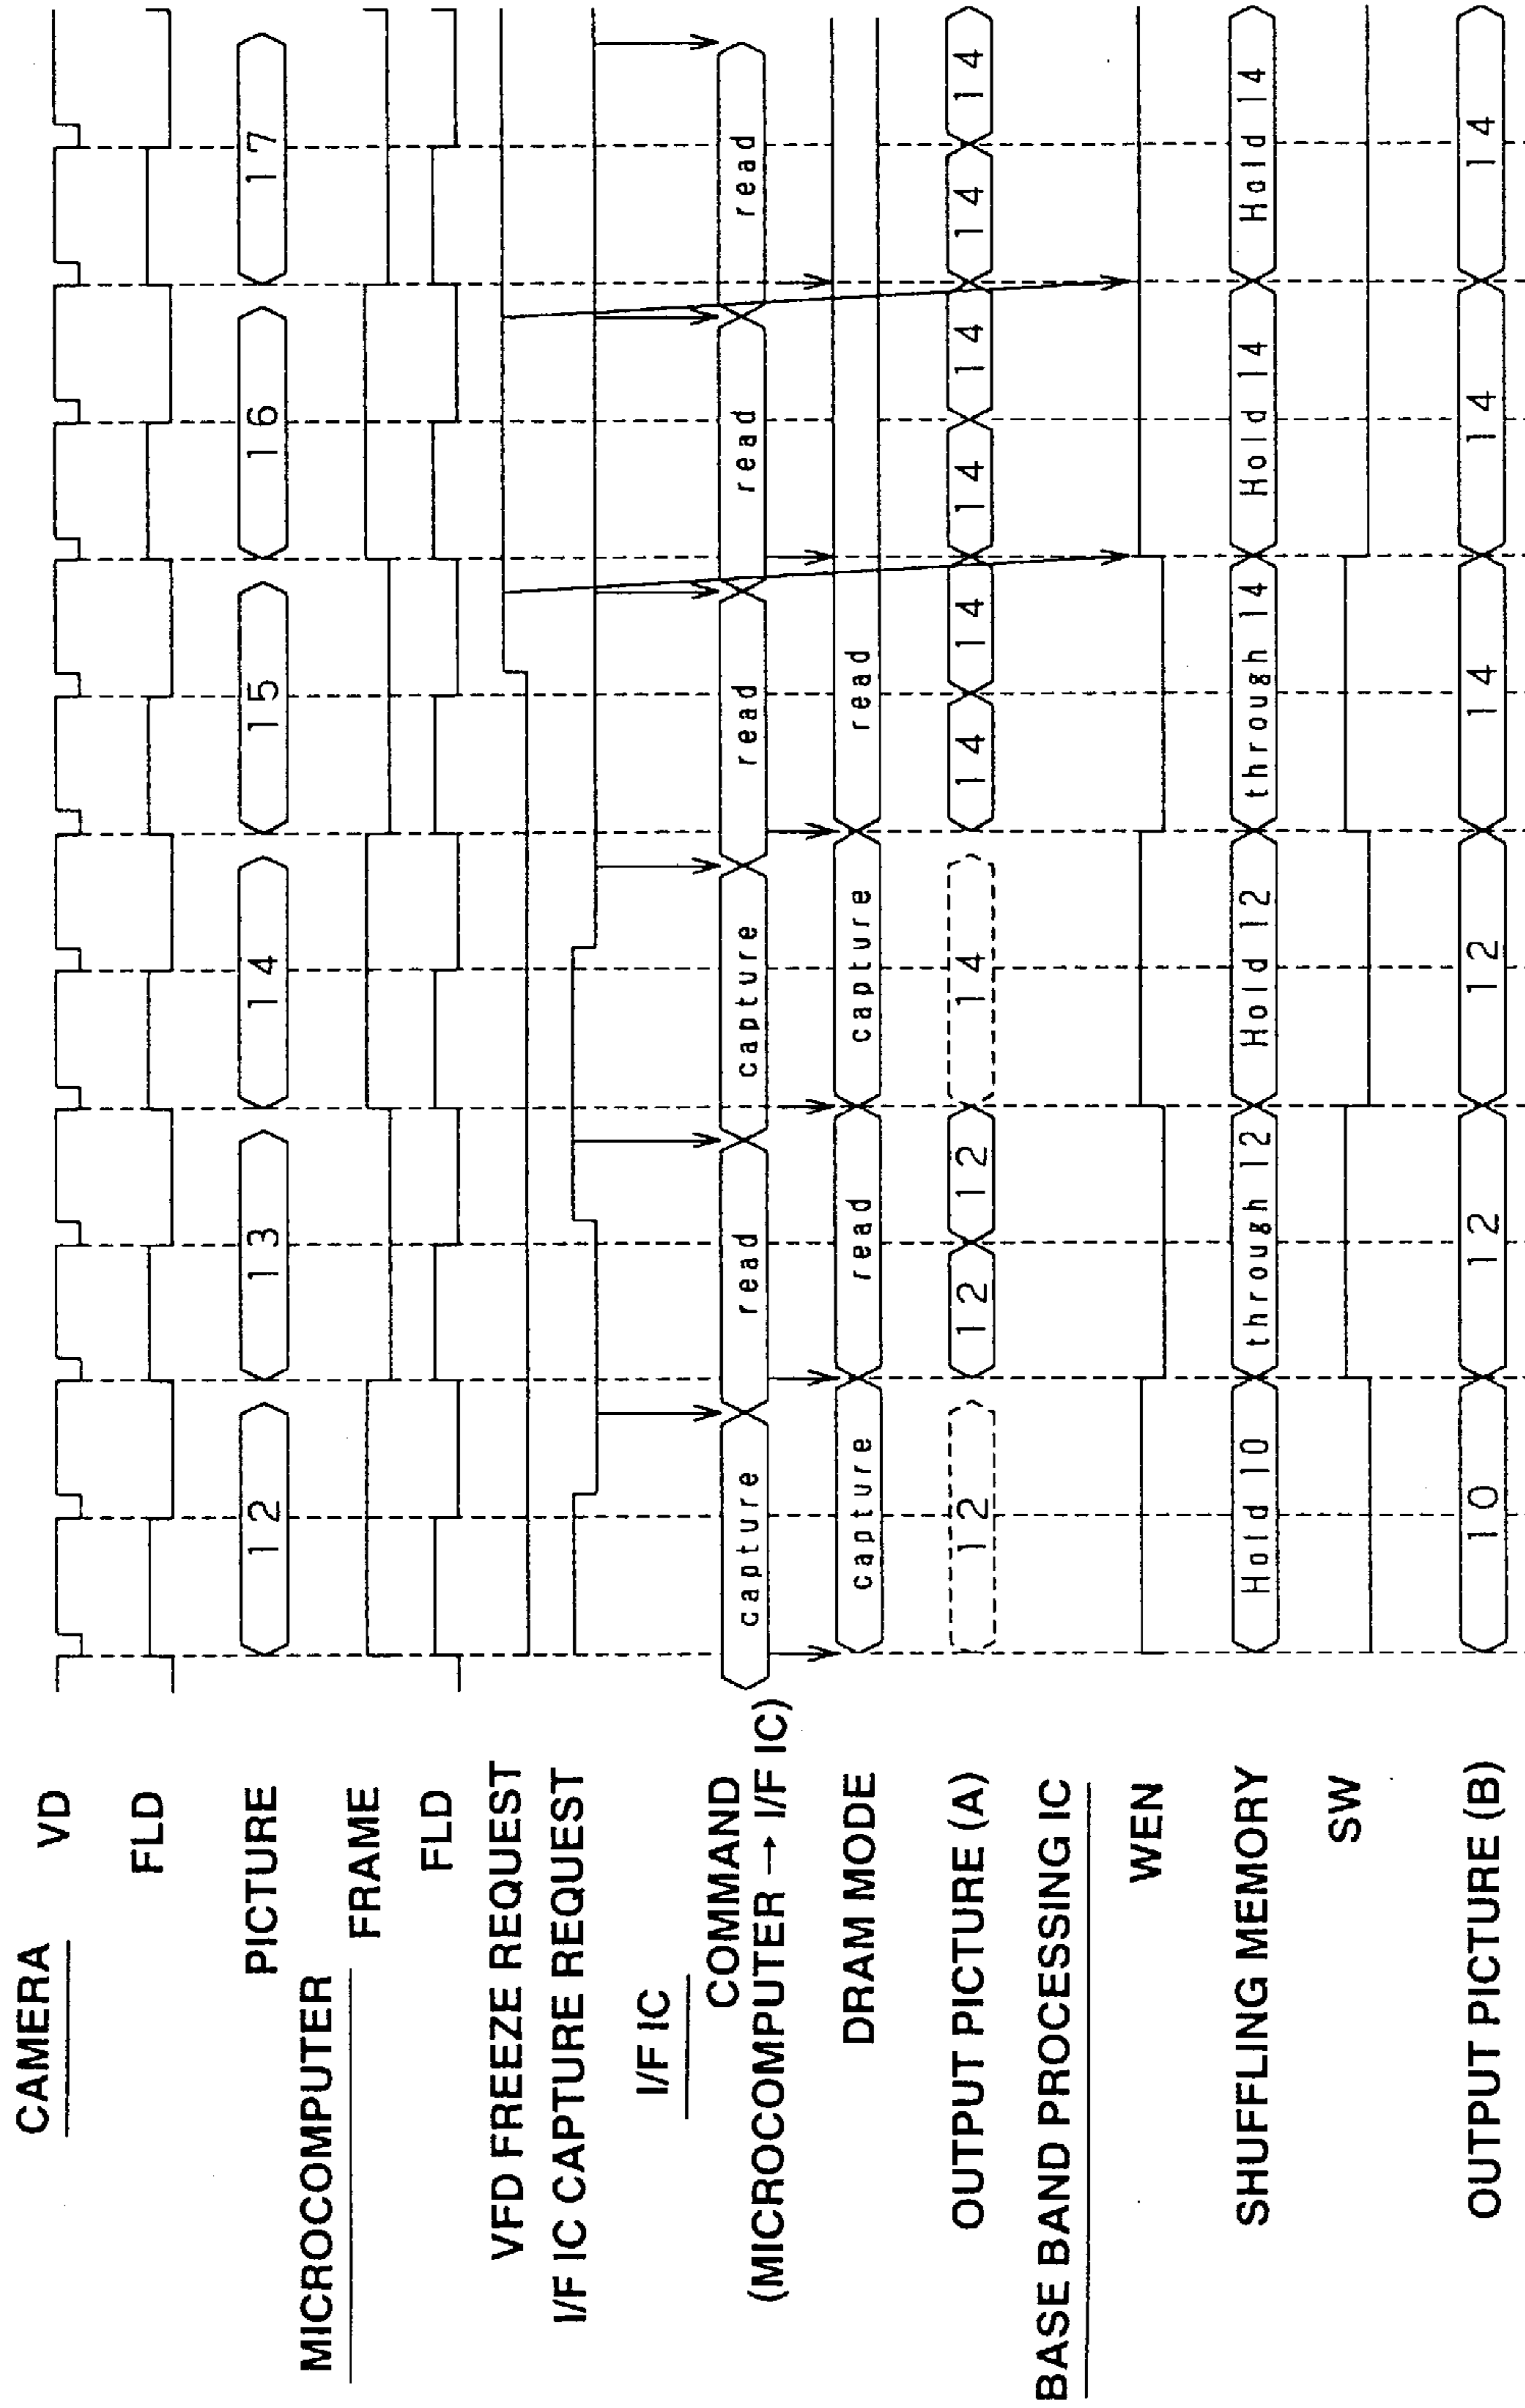 CAMERA
VD
FLD
PICTURE 12 13 14 15 16 17
MICROCOMPUTER
FRAME
FLD
VFD FREEZE REQUEST
I/F IC CAPTURE REQUEST
I/F IC
COMMAND capture read capture read read read
(MICROCOMPUTER → I/F IC)
DRAM MODE capture read capture read
OUTPUT PICTURE (A) 12 12 12 14 14 14 14 14 14 14
BASE BAND PROCESSING IC
WEN
SHUFFLING MEMORY Hold 10 through 12 Hold 12 through 14 Hold 14 Hold 14
SW
OUTPUT PICTURE (B) 10 12 12 14 14 14